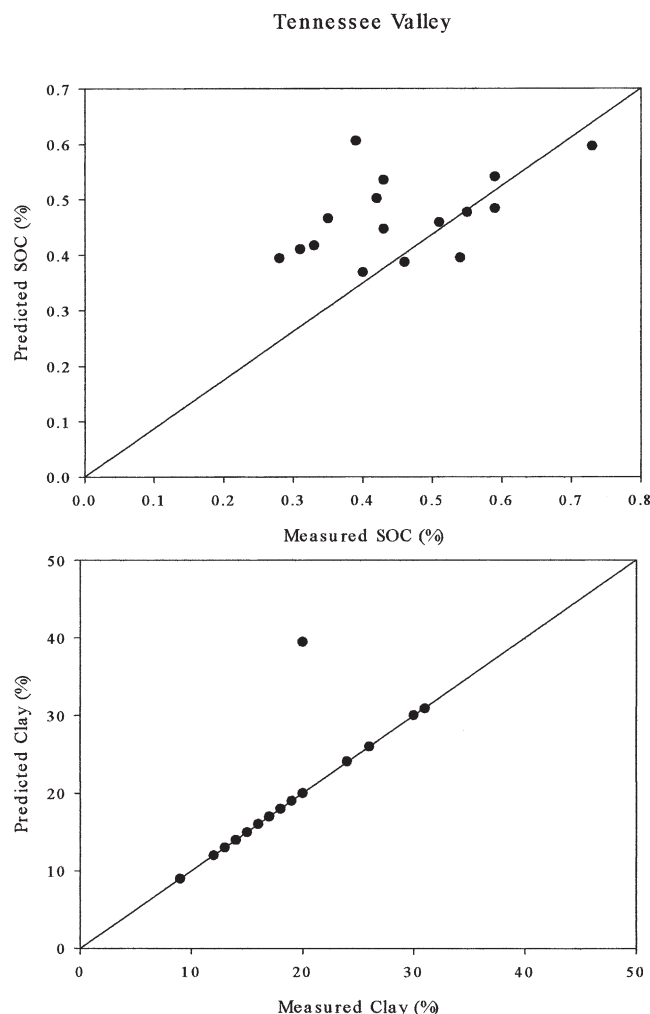 Tennessee Valley
0.7
0.6
0.5
0.4
0.3
0.2
0.1
0.0
Predicted SOC (%)
0.0 0.1 0.2 0.3 0.4 0.5 0.6 0.7 0.8
Measured SOC (%)
50
40
30
20
10
0
Predicted Clay (%)
0 10 20 30 40 50
Measured Clay (%)